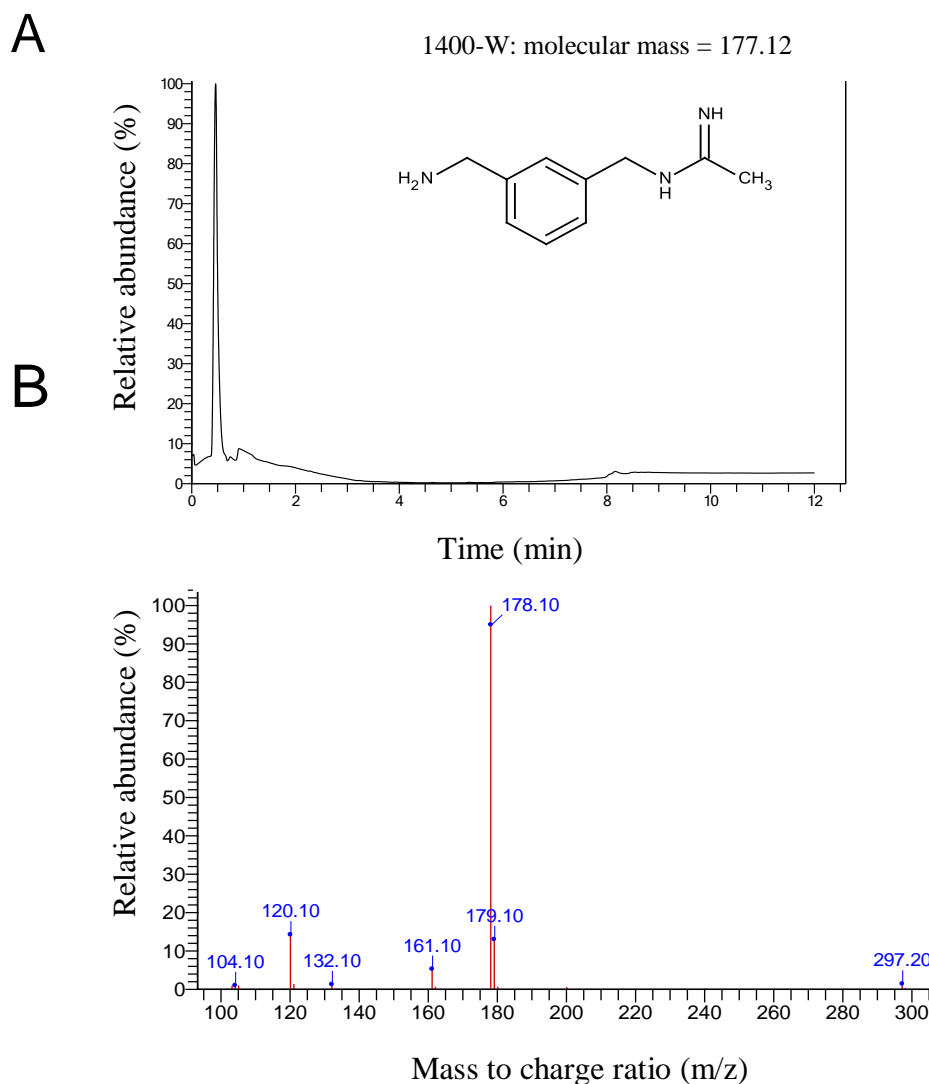 A
1400-W: molecular mass = 177.12
Relative abundance (%)
100
90
80
70
60
50
40
30
20
10
0
H2N
N
H
NH
CH3
0 2 4 6 8 10 12
Time (min)
B
Relative abundance (%)
100
90
80
70
60
50
40
30
20
10
0
178.10
120.10
179.10
104.10
132.10
161.10
297.20
100 120 140 160 180 200 220 240 260 280 300
Mass to charge ratio (m/z)